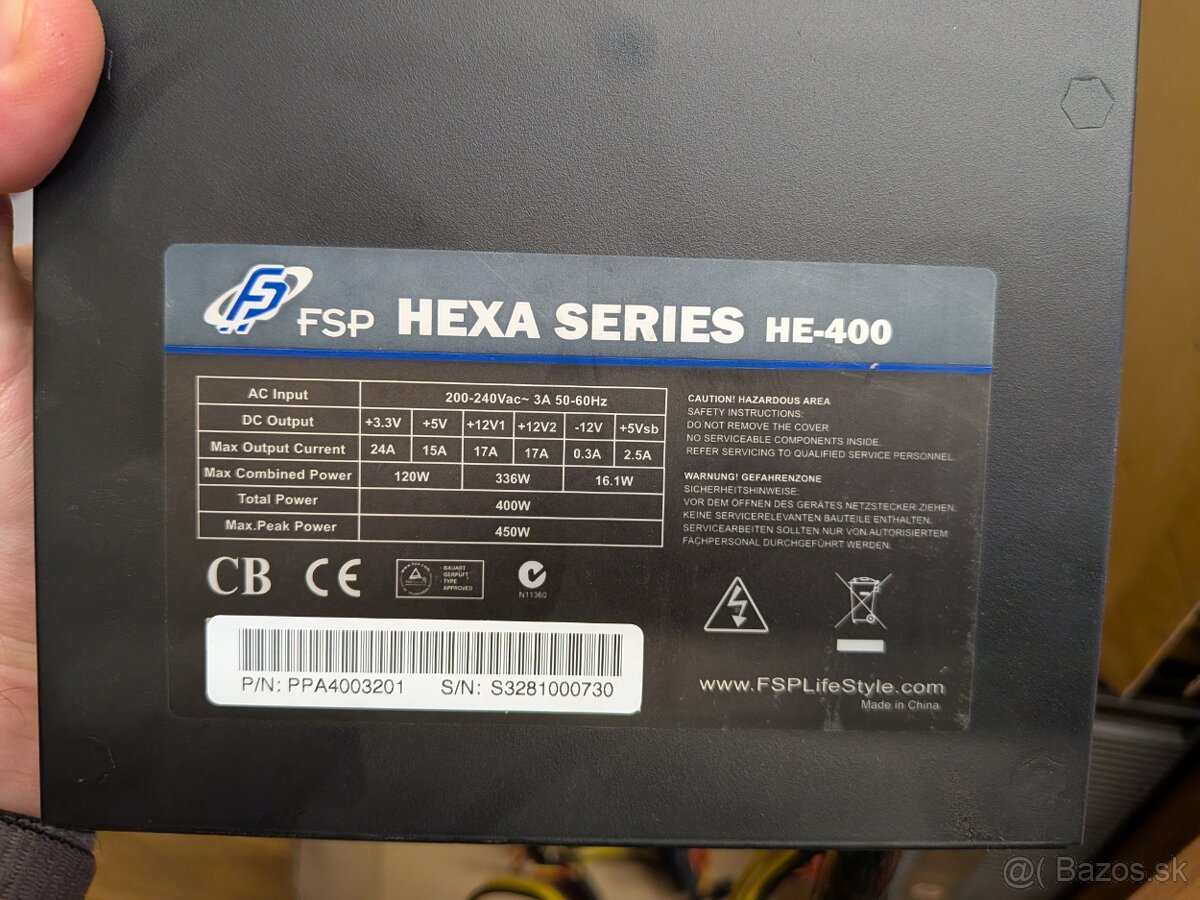 FSP HEXA SERIES HE-400
AC Input 200-240Vac~ 3A 50-60Hz
DC Output +3.3V +5V +12V1 +12V2 -12V +5Vsb
Max Output Current 24A 15A 17A 17A 0.3A 2.5A
Max Combined Power 120W 336W 16.1W
Total Power 400W
Max.Peak Power 450W
CAUTION! HAZARDOUS AREA
SAFETY INSTRUCTIONS:
DO NOT REMOVE THE COVER
NO SERVICEABLE COMPONENTS INSIDE.
REFER SERVICING TO QUALIFIED SERVICE PERSONNEL.
WARNUNG! GEFAHRENZONE
SICHERHEITSHINWEISE:
VOR DEM OFFNEN DES GERÄTES NETZSTECKER ZIEHEN.
KEINE SERVICERELEVANTEN BAUTEILE ENTHALTEN.
SERVICEARBEITEN SOLLTEN NUR VON AUTORISIERTEM
FACHPERSONAL DURCHGEFÜHRT WERDEN.
CB CE
BAUART
GEPRÜFT
TYPE
APPROVED
N11360
P/N: PPA4003201 S/N: S3281000730
www.FSPLifeStyle.com
Made in China
@( Bazos.sk